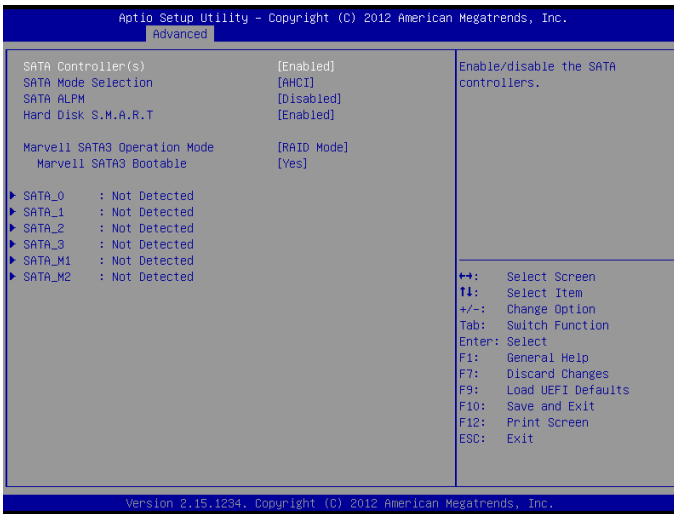 Aptio Setup Utility – Copyright (C) 2012 American Megatrends, Inc.
Advanced
SATA Controller(s) [Enabled]
SATA Mode Selection [AHCI]
SATA ALPM [Disabled]
Hard Disk S.M.A.R.T [Enabled]
Marvell SATA3 Operation Mode [RAID Mode]
Marvell SATA3 Bootable [Yes]
SATA_0 : Not Detected
SATA_1 : Not Detected
SATA_2 : Not Detected
SATA_3 : Not Detected
SATA_M1 : Not Detected
SATA_M2 : Not Detected
Enable/disable the SATA
controllers.
↔: Select Screen
↑↓: Select Item
+/-: Change Option
Tab: Switch Function
Enter: Select
F1: General Help
F7: Discard Changes
F9: Load UEFI Defaults
F10: Save and Exit
F12: Print Screen
ESC: Exit
Version 2.15.1234. Copyright (C) 2012 American Megatrends, Inc.